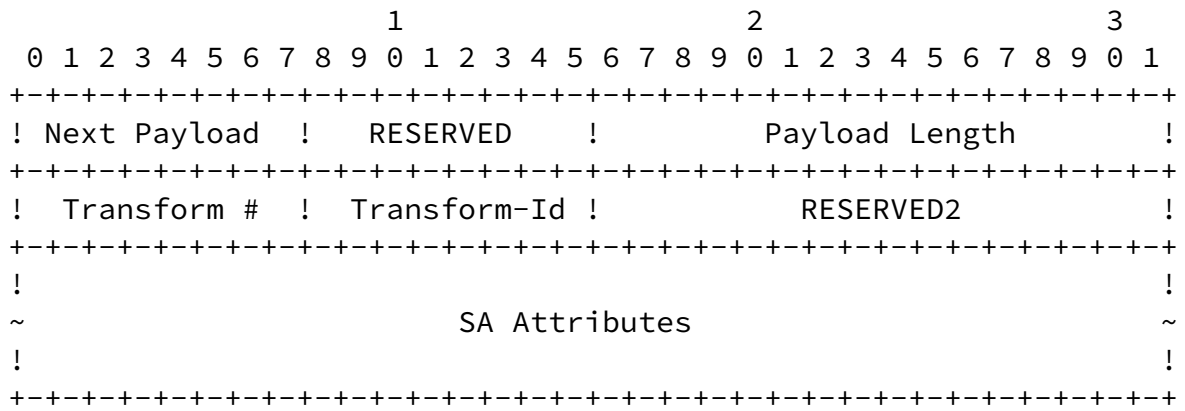 1                   2                   3
 0 1 2 3 4 5 6 7 8 9 0 1 2 3 4 5 6 7 8 9 0 1 2 3 4 5 6 7 8 9 0 1
+-+-+-+-+-+-+-+-+-+-+-+-+-+-+-+-+-+-+-+-+-+-+-+-+-+-+-+-+-+-+-+-+
! Next Payload  !   RESERVED    !         Payload Length        !
+-+-+-+-+-+-+-+-+-+-+-+-+-+-+-+-+-+-+-+-+-+-+-+-+-+-+-+-+-+-+-+-+
!  Transform #  !  Transform-Id !           RESERVED2           !
+-+-+-+-+-+-+-+-+-+-+-+-+-+-+-+-+-+-+-+-+-+-+-+-+-+-+-+-+-+-+-+-+
!                                                               !
~                        SA Attributes                          ~
!                                                               !
+-+-+-+-+-+-+-+-+-+-+-+-+-+-+-+-+-+-+-+-+-+-+-+-+-+-+-+-+-+-+-+-+